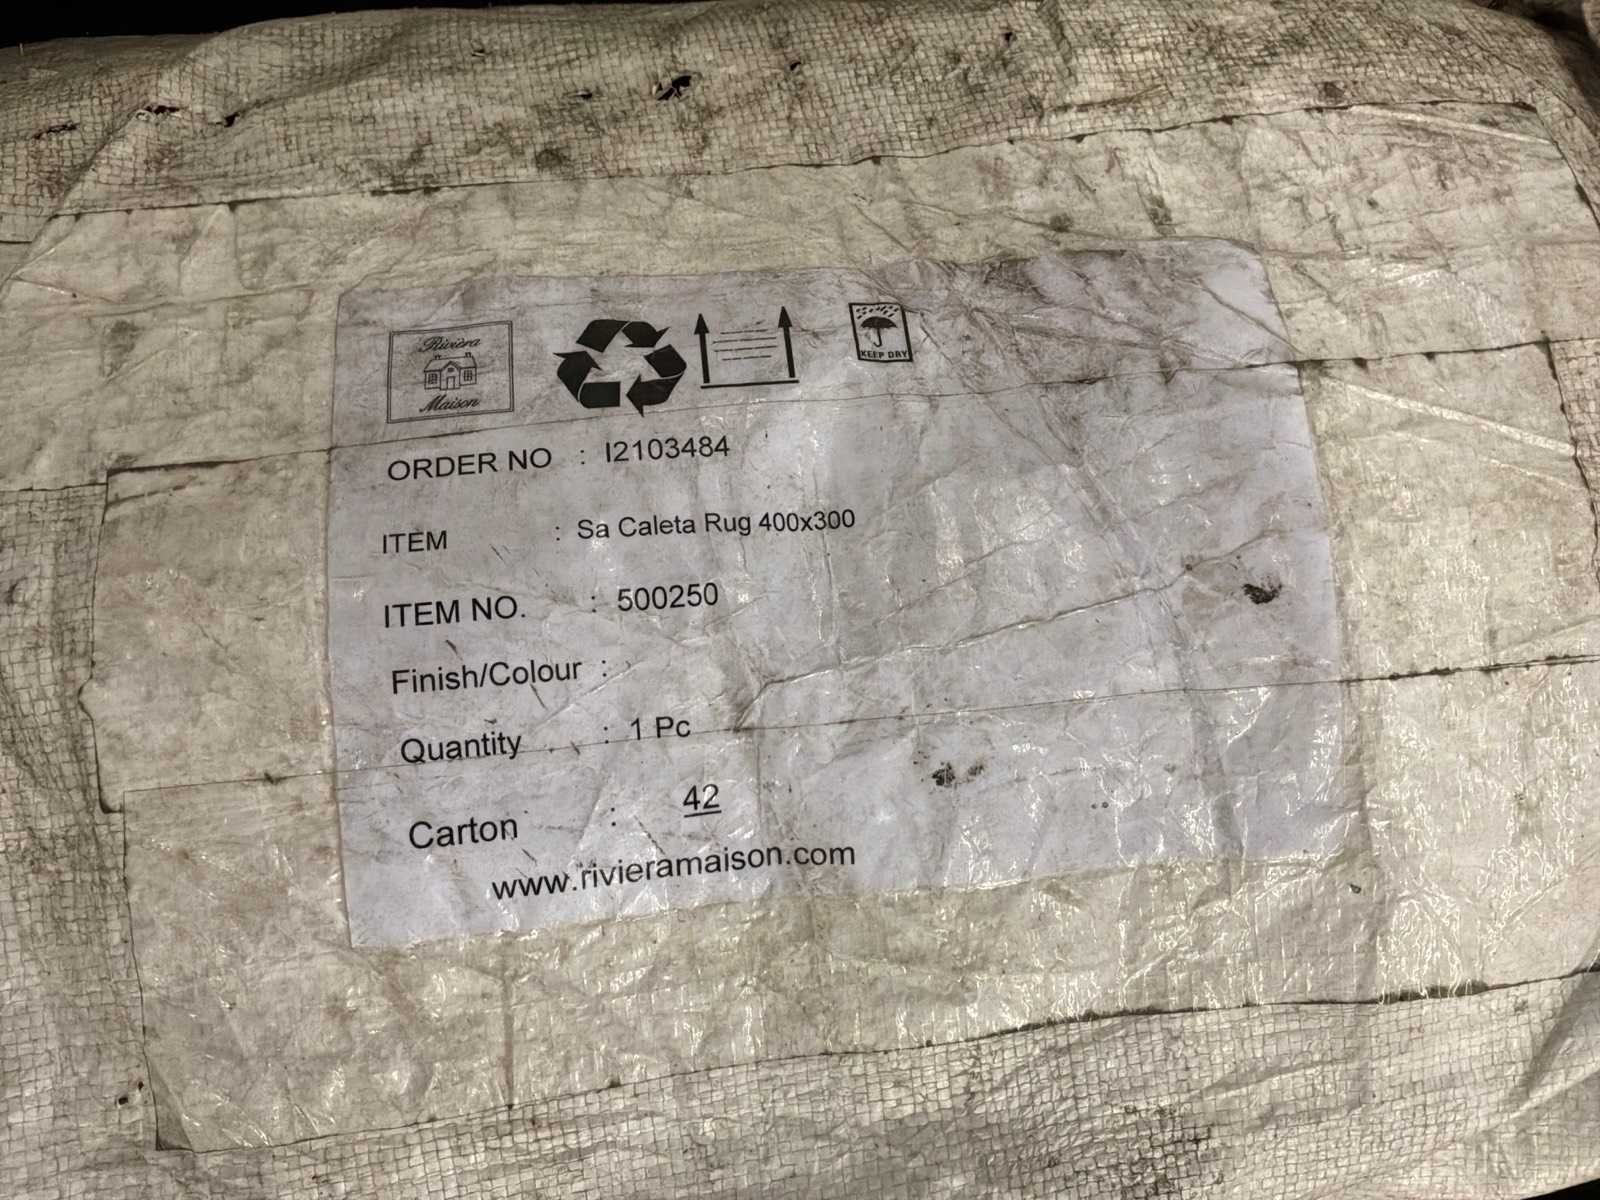 Rivièra
Maison
KEEP DRY
ORDER NO : I2103484
ITEM : Sa Caleta Rug 400x300
ITEM NO. : 500250
Finish/Colour :
Quantity : 1 Pc
Carton : 42
www.rivieramaison.com